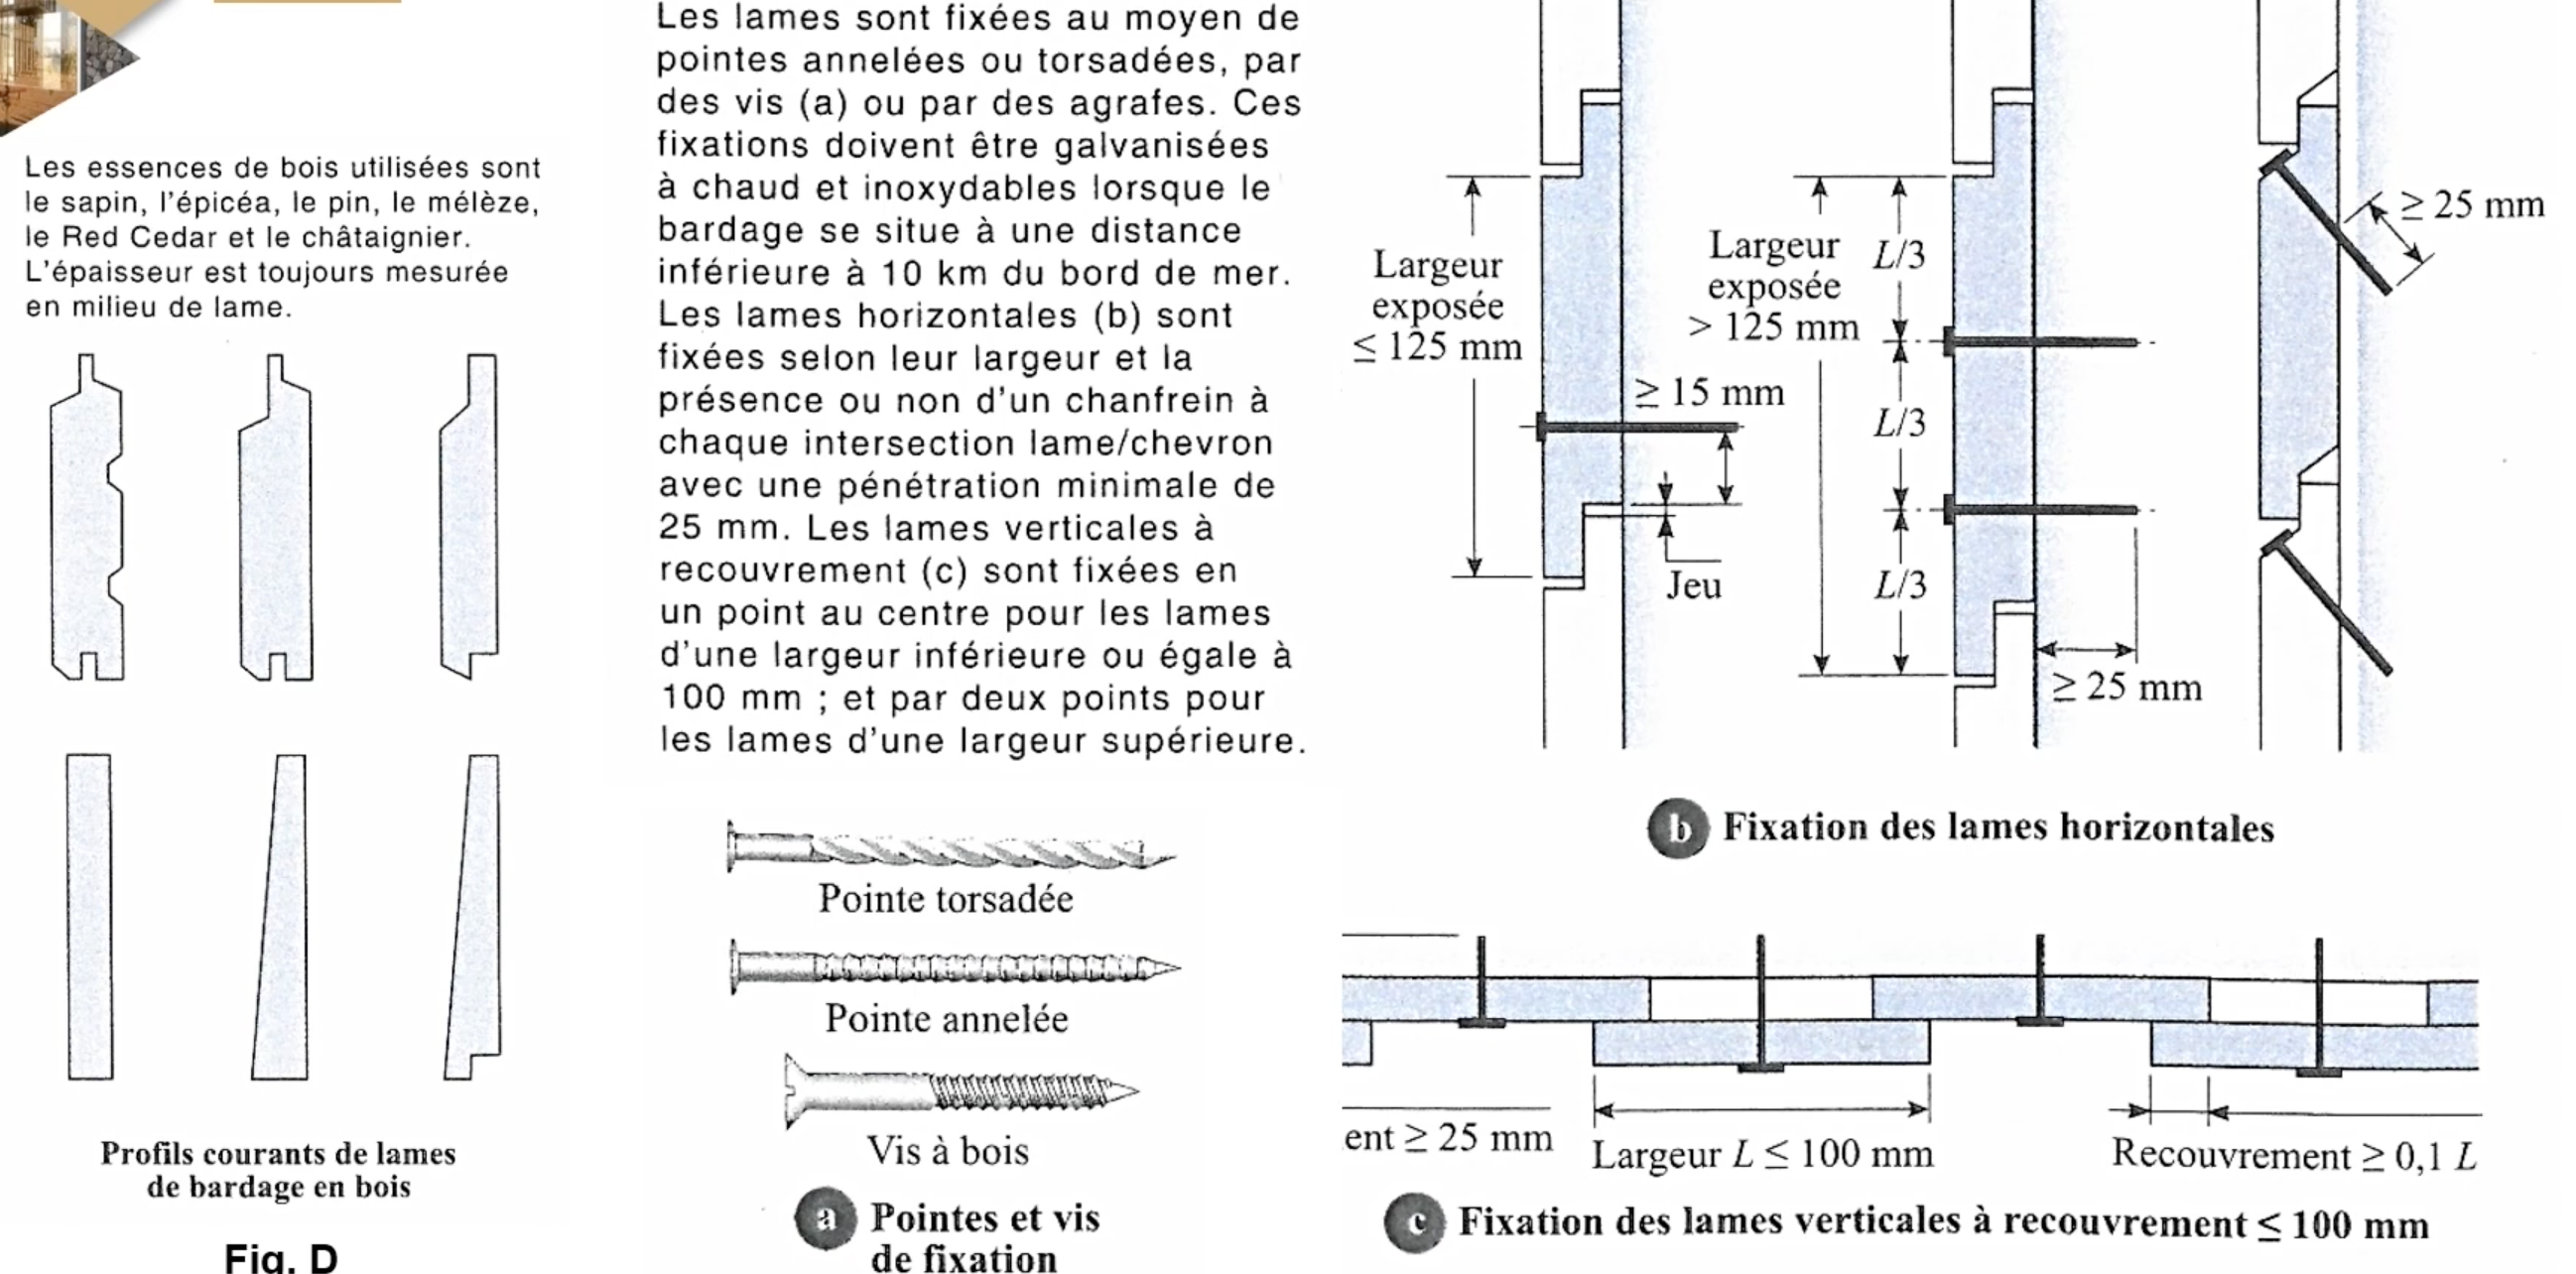 Les essences de bois utilisées sont
le sapin, l'épicéa, le pin, le mélèze,
le Red Cedar et le châtaignier.
L'épaisseur est toujours mesurée
en milieu de lame.
Profils courants de lames
de bardage en bois
Fig. D
Les lames sont fixées au moyen de
pointes annelées ou torsadées, par
des vis (a) ou par des agrafes. Ces
fixations doivent être galvanisées
à chaud et inoxydables lorsque le
bardage se situe à une distance
inférieure à 10 km du bord de mer.
Les lames horizontales (b) sont
fixées selon leur largeur et la
présence ou non d'un chanfrein à
chaque intersection lame/chevron
avec une pénétration minimale de
25 mm. Les lames verticales à
recouvrement (c) sont fixées en
un point au centre pour les lames
d'une largeur inférieure ou égale à
100 mm ; et par deux points pour
les lames d'une largeur supérieure.
Pointe torsadée
Pointe annelée
Vis à bois
a Pointes et vis
de fixation
Largeur
exposée
≤ 125 mm
≥ 15 mm
Jeu
Largeur
exposée
> 125 mm
L/3
L/3
L/3
≥ 25 mm
≥ 25 mm
b Fixation des lames horizontales
ent ≥ 25 mm
Largeur L ≤ 100 mm
Recouvrement ≥ 0,1 L
c Fixation des lames verticales à recouvrement ≤ 100 mm